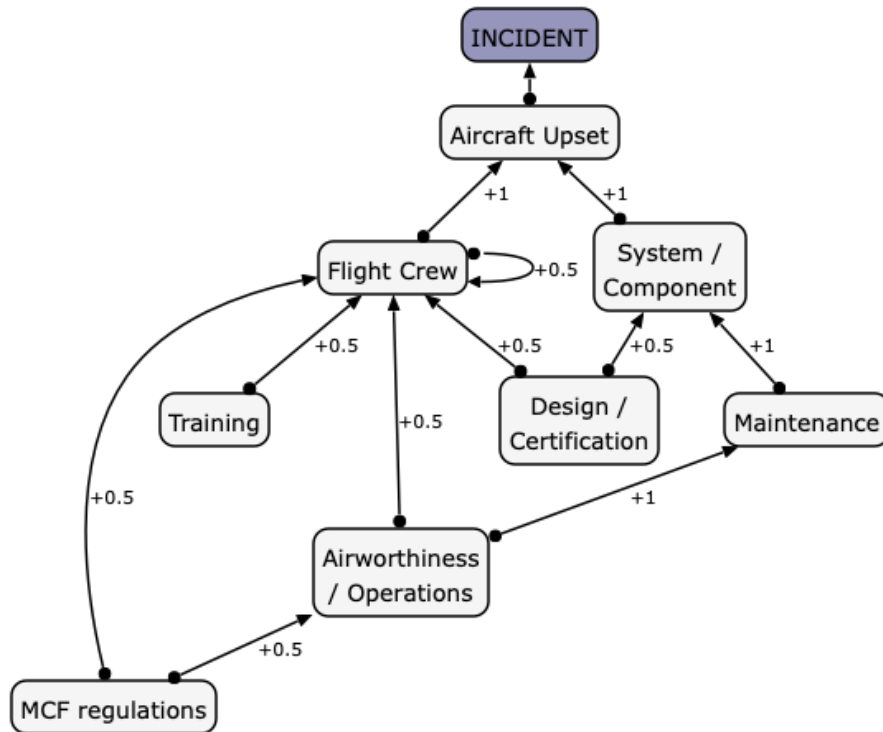 INCIDENT
Aircraft Upset
+1
+1
Flight Crew
+0.5
System /
Component
+0.5
+0.5
+0.5
+1
Training
Design /
Certification
Maintenance
+0.5
+0.5
+1
Airworthiness
/ Operations
+0.5
MCF regulations